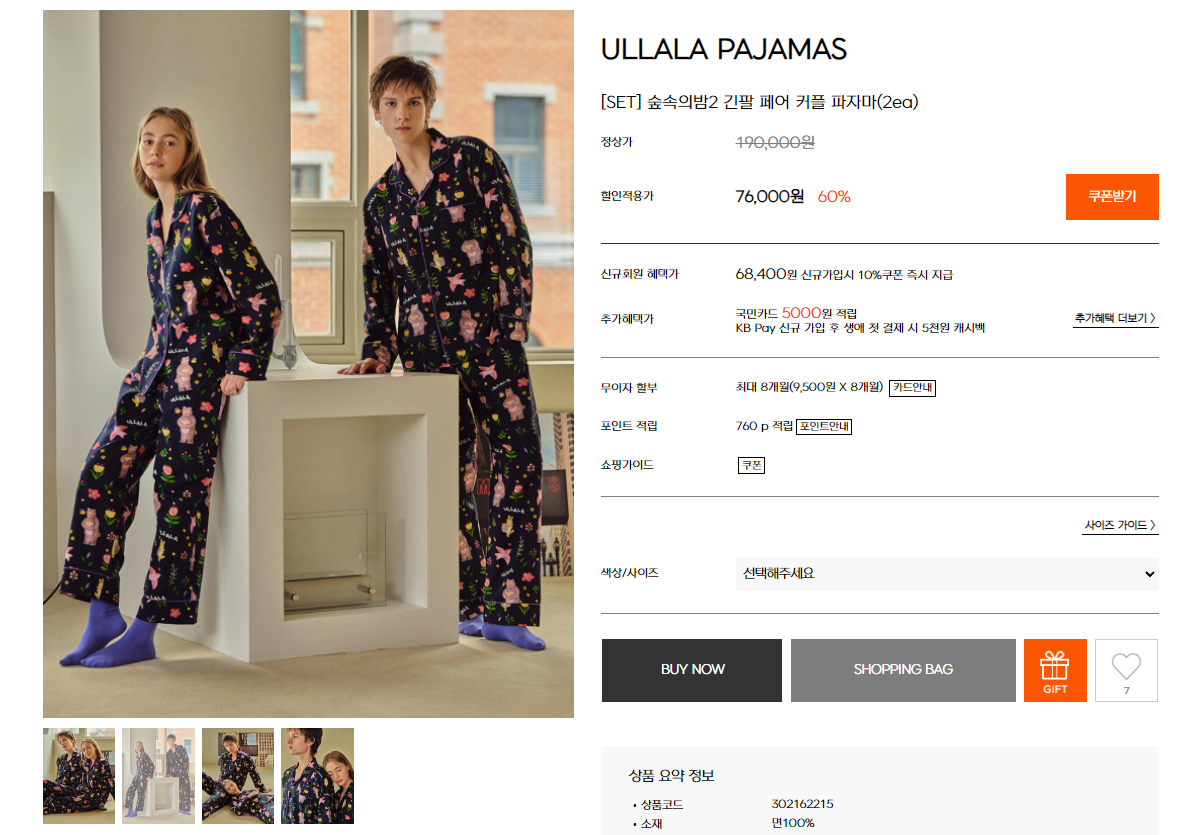 ULLALA PAJAMAS
[SET] 숲속의밤2 긴팔 페어 커플 파자마(2ea)
정상가 190,000원
할인적용가 76,000원 60% 쿠폰받기
신규회원 혜택가 68,400원 신규가입시 10%쿠폰 즉시 지급
추가혜택가 국민카드 5000원 적립
KB Pay 신규 가입 후 생애 첫 결제 시 5천원 캐시백
추가혜택 더보기 〉
무이자 할부 최대 8개월(9,500원 X 8개월) 카드안내
포인트 적립 760 p 적립 포인트안내
쇼핑가이드 쿠폰
사이즈 가이드 〉
색상/사이즈 선택해주세요
BUY NOW SHOPPING BAG GIFT 7
상품 요약 정보
• 상품코드 302162215
• 소재 면100%